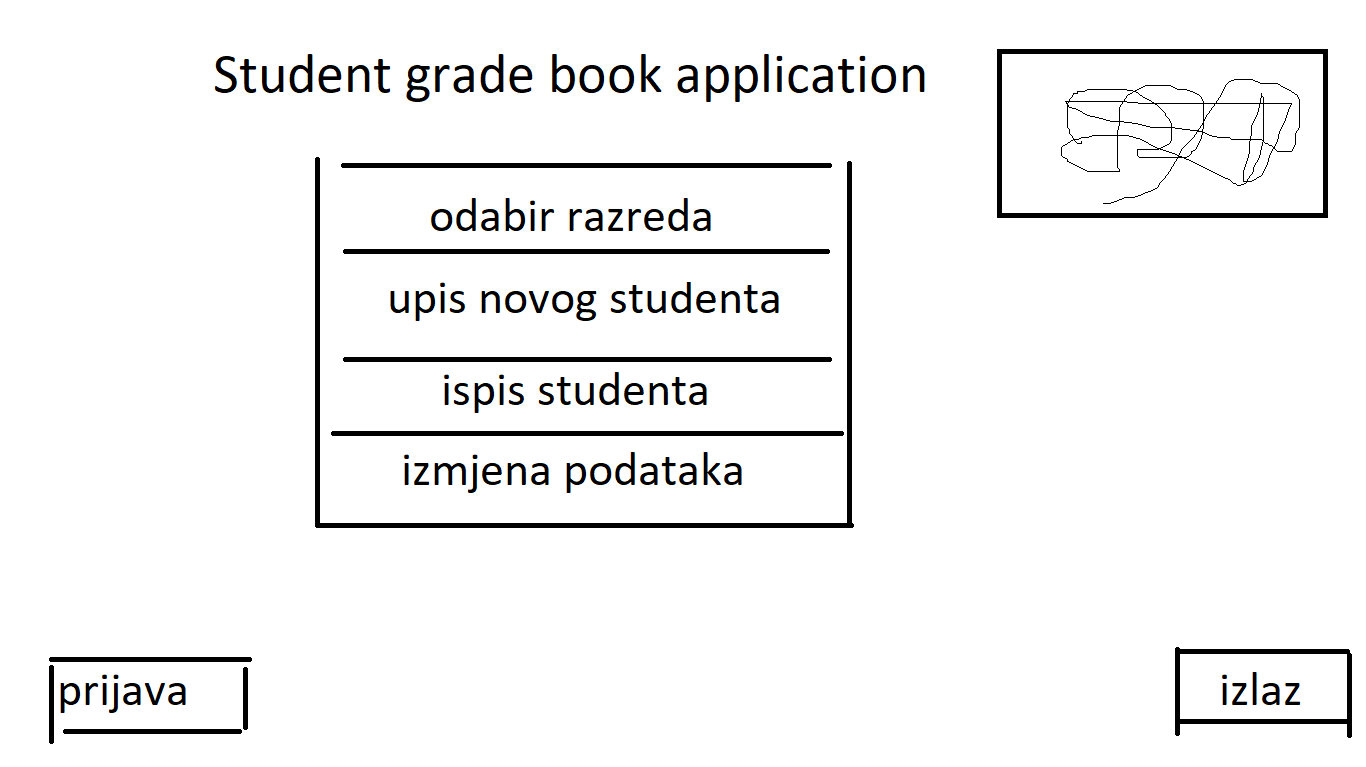 Student grade book application
odabir razreda
upis novog studenta
ispis studenta
izmjena podataka
prijava
izlaz